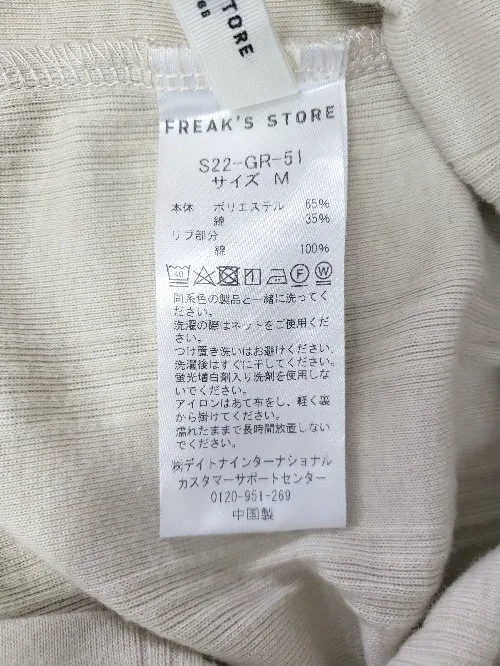 STORE
FREAK'S STORE
S22-GR-51
サイズ M
本体 ポリエステル 65%
綿 35%
リブ部分
綿 100%
40 F W
同系色の製品と一緒に洗ってく
ださい。
洗濯の際はネットをご使用くだ
さい。
つけ置き洗いはお避けください。
洗濯後はすぐに干してください。
蛍光増白剤入り洗剤を使用しな
いでください。
アイロンはあて布をし、軽く裏
から掛けてください。
濡れたままで長時間放置しない
でください。
㈱デイトナインターナショナル
カスタマーサポートセンター
0120-951-269
中国製